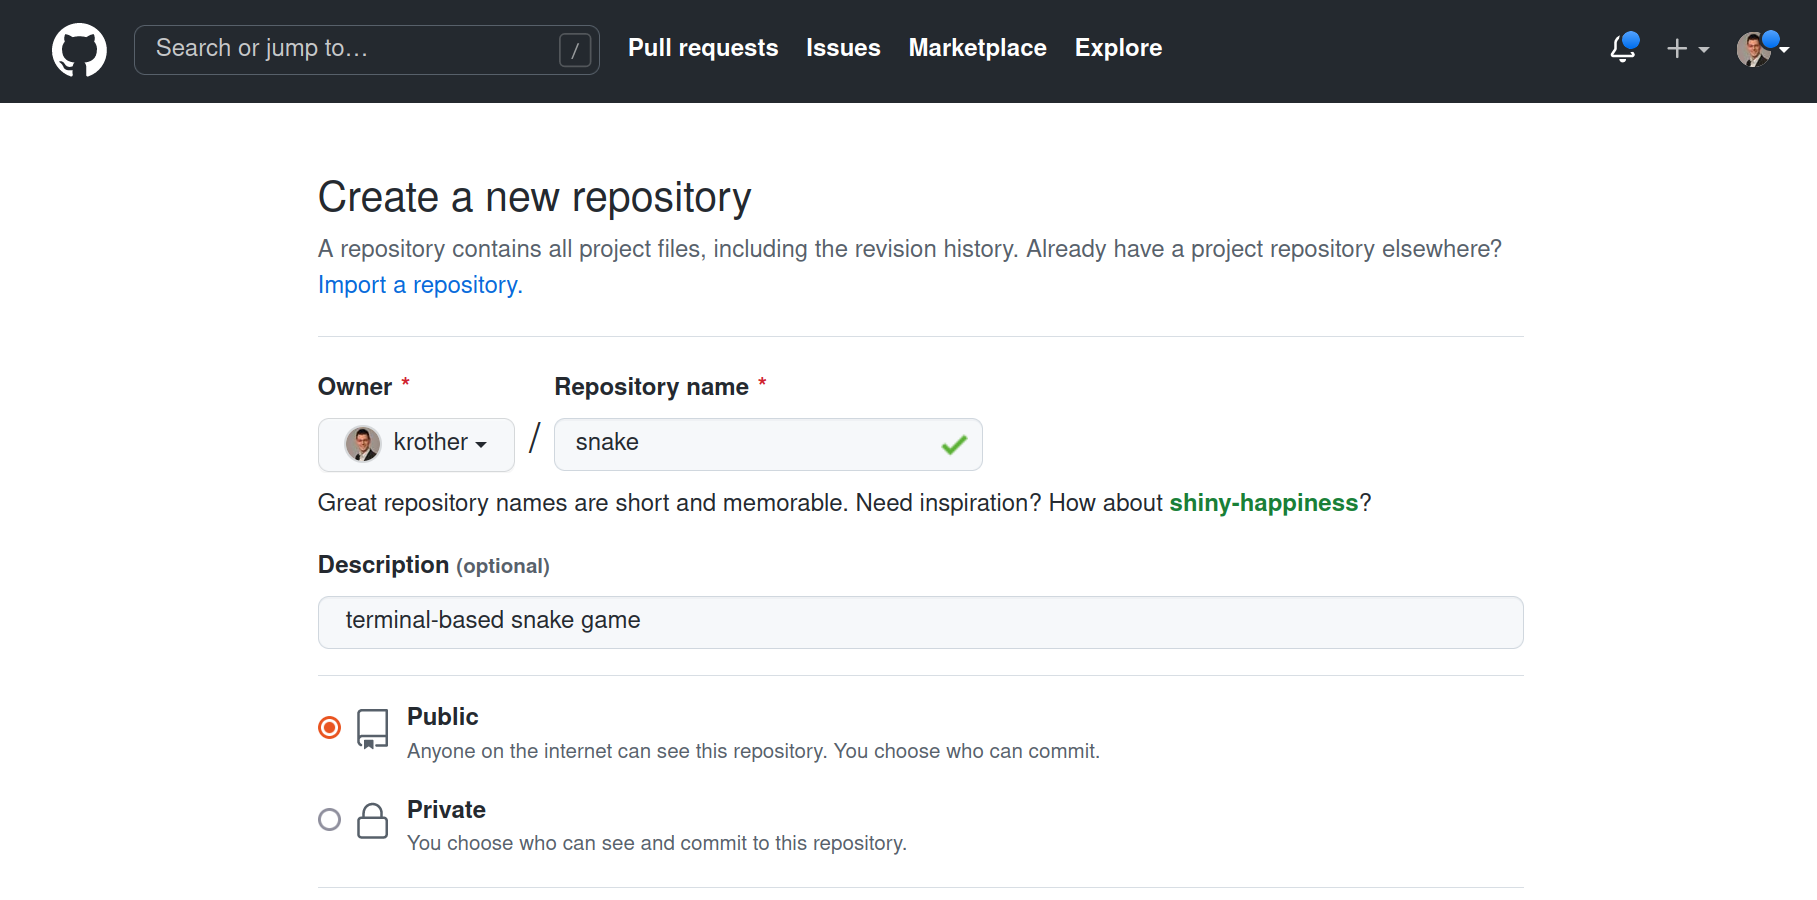 Search or jump to… / Pull requests Issues Marketplace Explore
Create a new repository
A repository contains all project files, including the revision history. Already have a project repository elsewhere?
Import a repository.
Owner * Repository name *
krother / snake
Great repository names are short and memorable. Need inspiration? How about shiny-happiness?
Description (optional)
terminal-based snake game
Public
Anyone on the internet can see this repository. You choose who can commit.
Private
You choose who can see and commit to this repository.